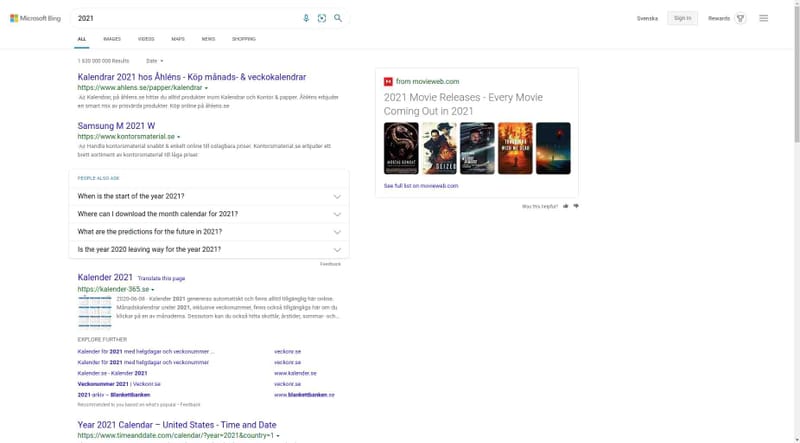 Microsoft Bing
2021
Svenska
Sign in
Rewards
ALL
IMAGES
VIDEOS
MAPS
NEWS
SHOPPING
1 630 000 000 Results
Date
Kalendrar 2021 hos Åhléns - Köp månads- & veckokalendrar
https://www.ahlens.se/papper/kalendrar
Ad Kalendrar, på åhlens.se hittar du alltid produkter inom Kalendrar och Kontor & papper. Åhléns erbjuder
en smart mix av prisvärda produkter. Köp online på åhléns.se
Samsung M 2021 W
https://www.kontorsmaterial.se
Ad Handla kontorsmaterial snabbt & enkelt online till oslagbara priser. Kontorsmaterial.se erbjuder ett
brett sortiment av kontorsmaterial till låga priser
PEOPLE ALSO ASK
When is the start of the year 2021?
Where can I download the month calendar for 2021?
What are the predictions for the future in 2021?
Is the year 2020 leaving way for the year 2021?
Feedback
Kalender 2021 Translate this page
https://kalender-365.se
2020-06-08 · Kalender 2021 genereras automatiskt och finns alltid tillgänglig här online.
Månadskalendrar under 2021, inklusive veckonummer, finns också tillgängliga här om du
klickar på en av månaderna. Dessutom kan du också hitta skottår, årstider, sommar- och...
EXPLORE FURTHER
Kalender för 2021 med helgdagar och veckonummer ... veckonr.se
Kalender för 2021 med helgdagar och veckonummer veckonr.se
Kalender.se - Kalender 2021 www.kalender.se
Veckonummer 2021 | Veckonr.se veckonr.se
2021 arkiv – Blankettbanken www.blankettbanken.se
Recommended to you based on what's popular • Feedback
Year 2021 Calendar – United States - Time and Date
https://www.timeanddate.com/calendar/?year=2021&country=1
from movieweb.com
2021 Movie Releases - Every Movie
Coming Out in 2021
MORTAL KOMBAT
SEIZED
See full list on movieweb.com
Was this helpful?